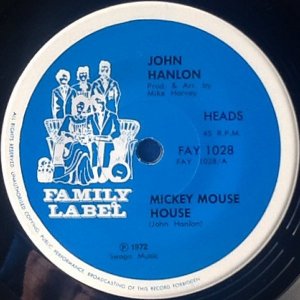 JOHN
HANLON
Prod. & Arr. by
Mike Harvey
HEADS
45 R.P.M.
FAY 1028
FAY 1028/A
FAMILY
LABEL
MICKEY MOUSE
HOUSE
(John Hanlon)
Ⓟ 1972
Music
ALL RIGHTS RESERVED. UNAUTHORISED COPYING, PUBLIC PERFORMANCE, BROADCASTING OF THIS RECORD FORBIDDEN